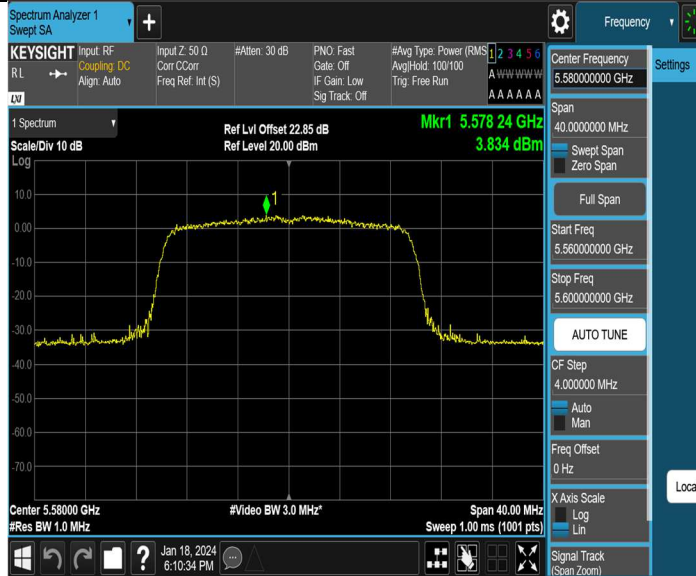 Spectrum Analyzer 1
Swept SA
Frequency
KEYSIGHT
RL
LXI
Input: RF
Coupling: DC
Align: Auto
Input Z: 50 Ω
Corr CCorr
Freq Ref: Int (S)
#Atten: 30 dB
PNO: Fast
Gate: Off
IF Gain: Low
Sig Track: Off
#Avg Type: Power (RMS
Avg|Hold: 100/100
Trig: Free Run
1 2 3 4 5 6
A W W W W W
A A A A A A
1 Spectrum
Scale/Div 10 dB
Log
Ref Lvl Offset 22.85 dB
Ref Level 20.00 dBm
Mkr1 5.578 24 GHz
3.834 dBm
10.0
0.00
-10.0
-20.0
-30.0
-40.0
-50.0
-60.0
-70.0
1
Center 5.58000 GHz
#Res BW 1.0 MHz
#Video BW 3.0 MHz*
Span 40.00 MHz
Sweep 1.00 ms (1001 pts)
Center Frequency
5.580000000 GHz
Span
40.0000000 MHz
Swept Span
Zero Span
Full Span
Start Freq
5.560000000 GHz
Stop Freq
5.600000000 GHz
AUTO TUNE
CF Step
4.000000 MHz
Auto
Man
Freq Offset
0 Hz
X Axis Scale
Log
Lin
Signal Track
(Span Zoom)
Settings
Loca
?
Jan 18, 2024
6:10:34 PM